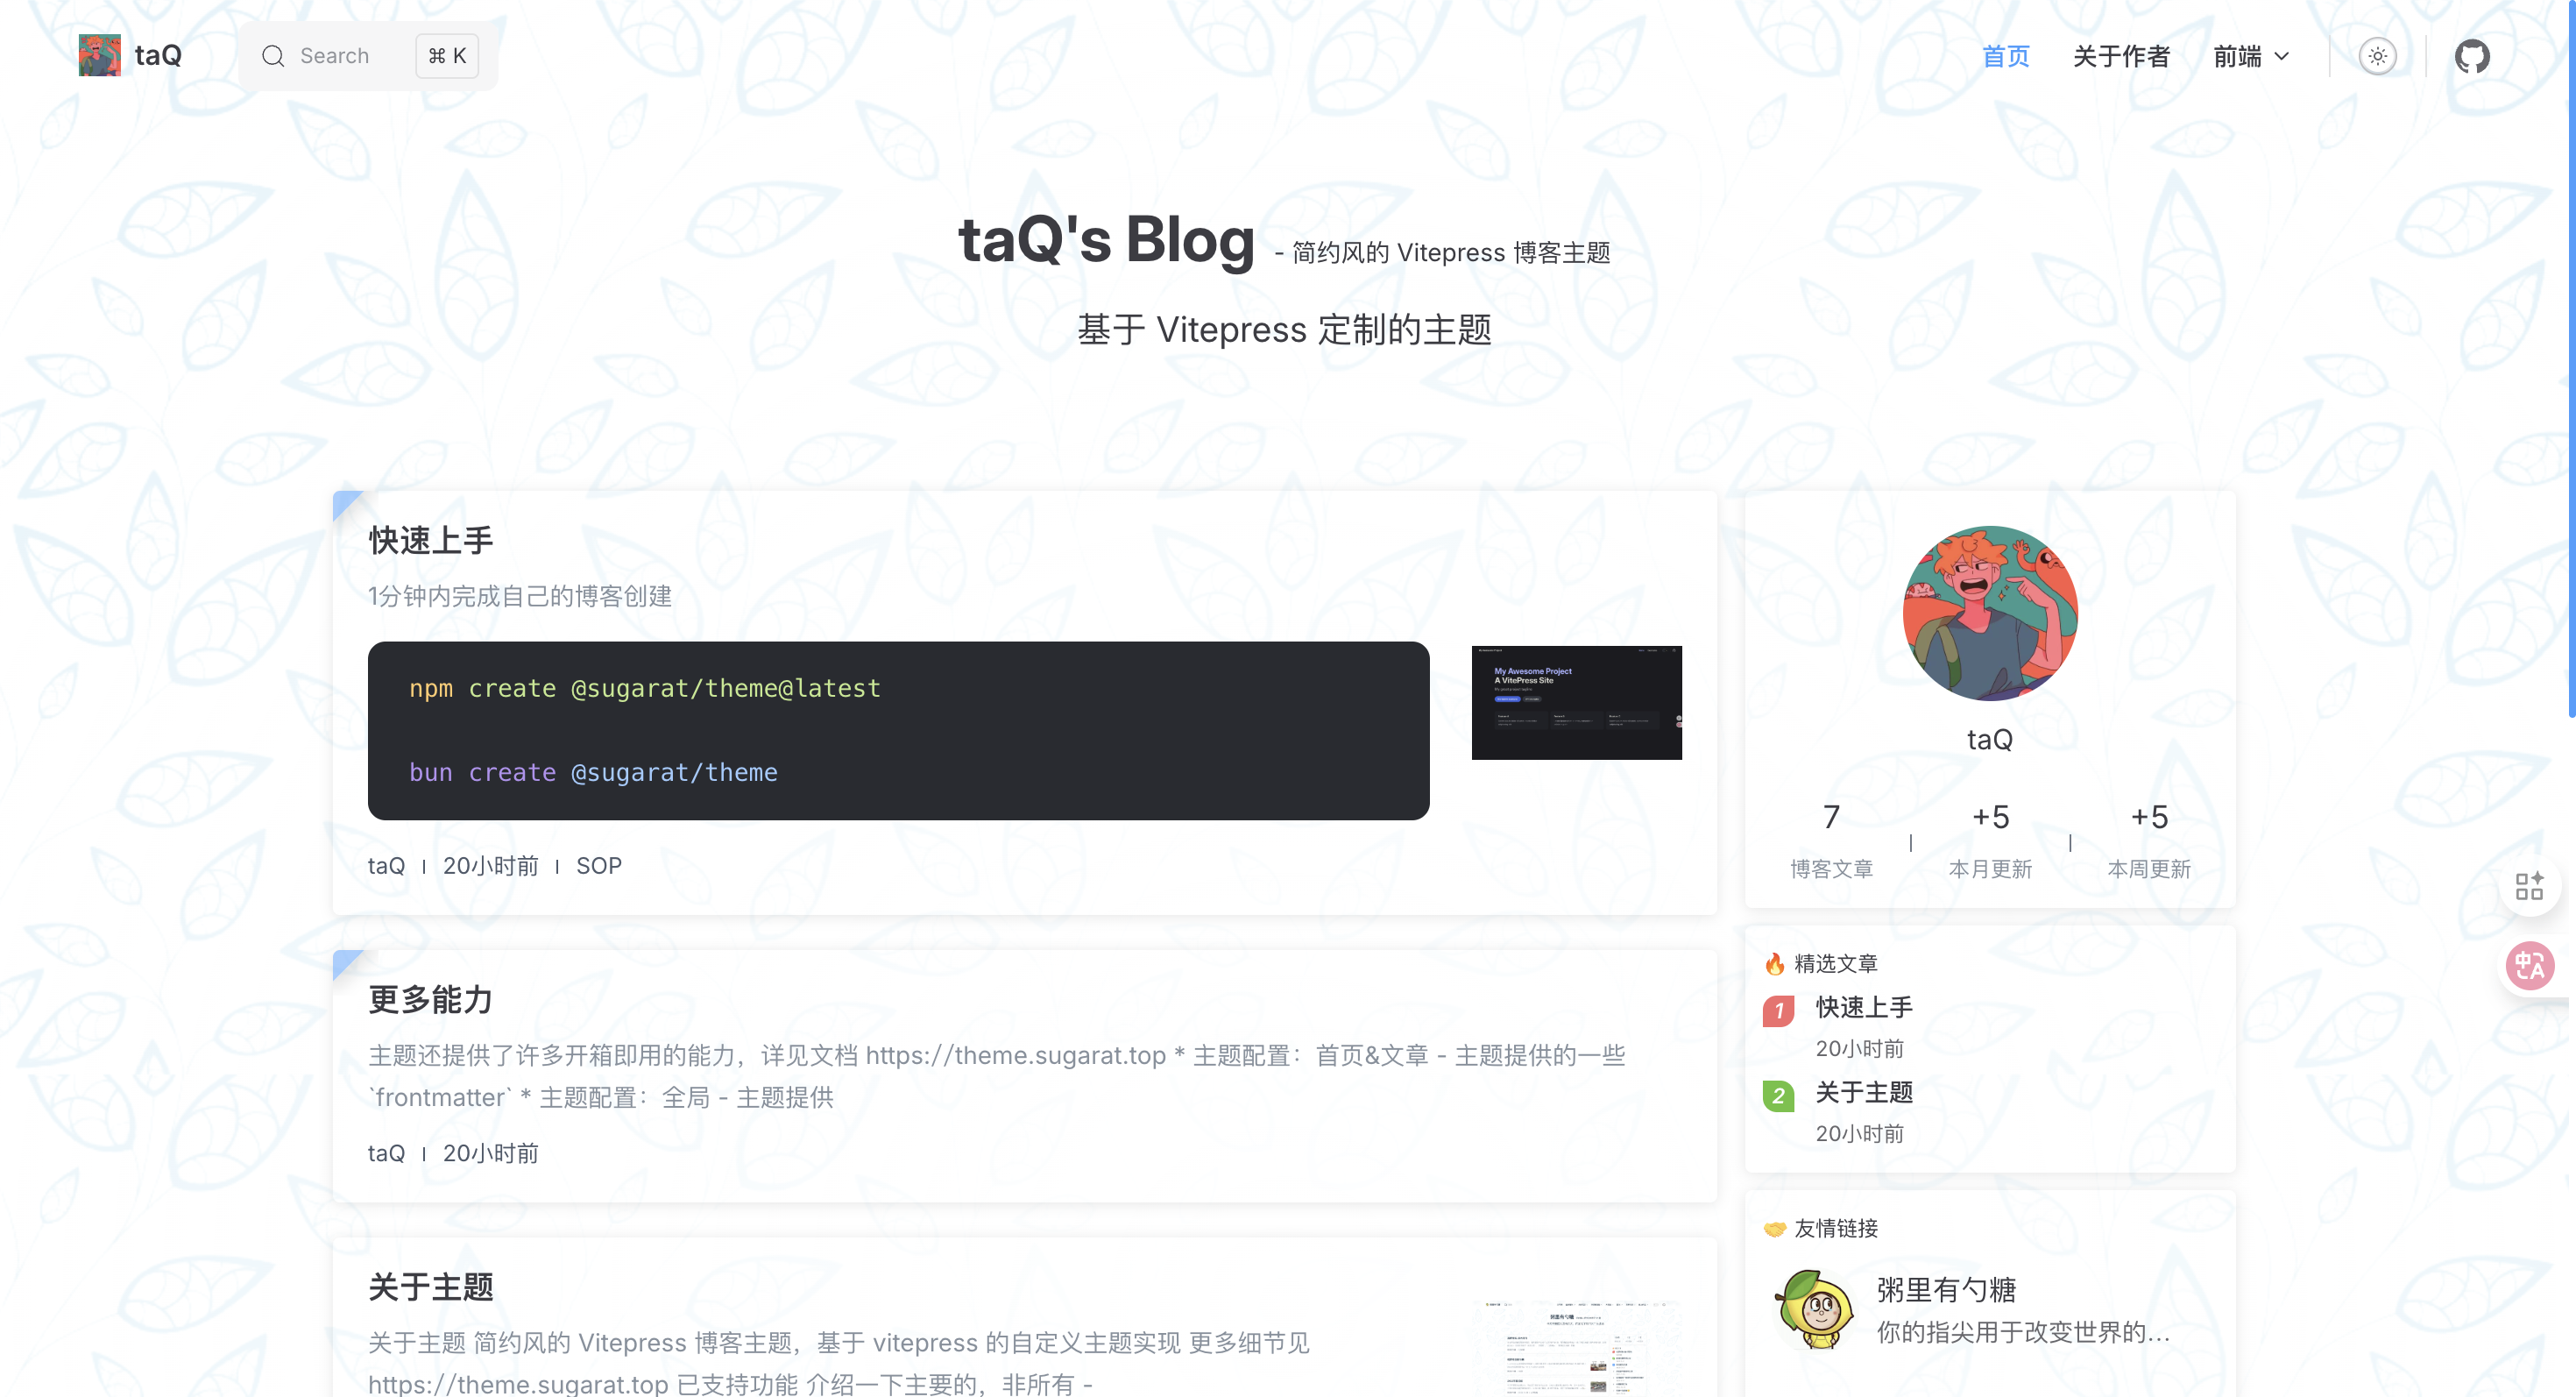 taQ
Search
⌘ K
首页
关于作者
前端
taQ's Blog - 简约风的 Vitepress 博客主题
基于 Vitepress 定制的主题
快速上手
1分钟内完成自己的博客创建
npm create @sugarat/theme@latest
bun create @sugarat/theme
My Awesome Project
A VitePress Site
taQ 20小时前 SOP
更多能力
主题还提供了许多开箱即用的能力，详见文档 https://theme.sugarat.top * 主题配置：首页&文章 - 主题提供的一些
`frontmatter` * 主题配置：全局 - 主题提供
taQ 20小时前
关于主题
关于主题 简约风的 Vitepress 博客主题，基于 vitepress 的自定义主题实现 更多细节见
https://theme.sugarat.top 已支持功能 介绍一下主要的，非所有 -
taQ
7 +5 +5
博客文章 本月更新 本周更新
🔥 精选文章
1 快速上手
20小时前
2 关于主题
20小时前
🤝 友情链接
粥里有勺糖
你的指尖用于改变世界的...
中A